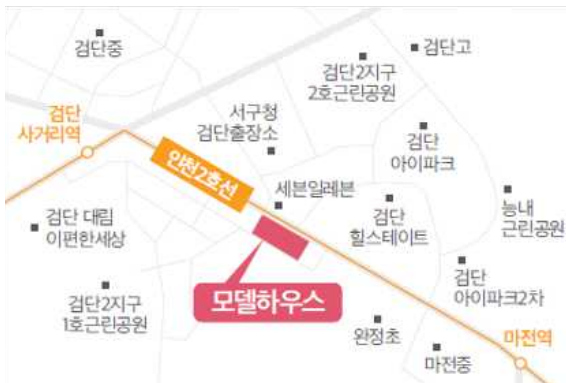 검단중
검단고
검단2지구
2호근린공원
검단
사거리역
서구청
검단출장소
검단
아이파크
인천2호선
세븐일레븐
검단
힐스테이트
능내
근린공원
검단 대림
이편한세상
검단
아이파크2차
검단2지구
1호근린공원
모델하우스
완정초
마전역
마전중